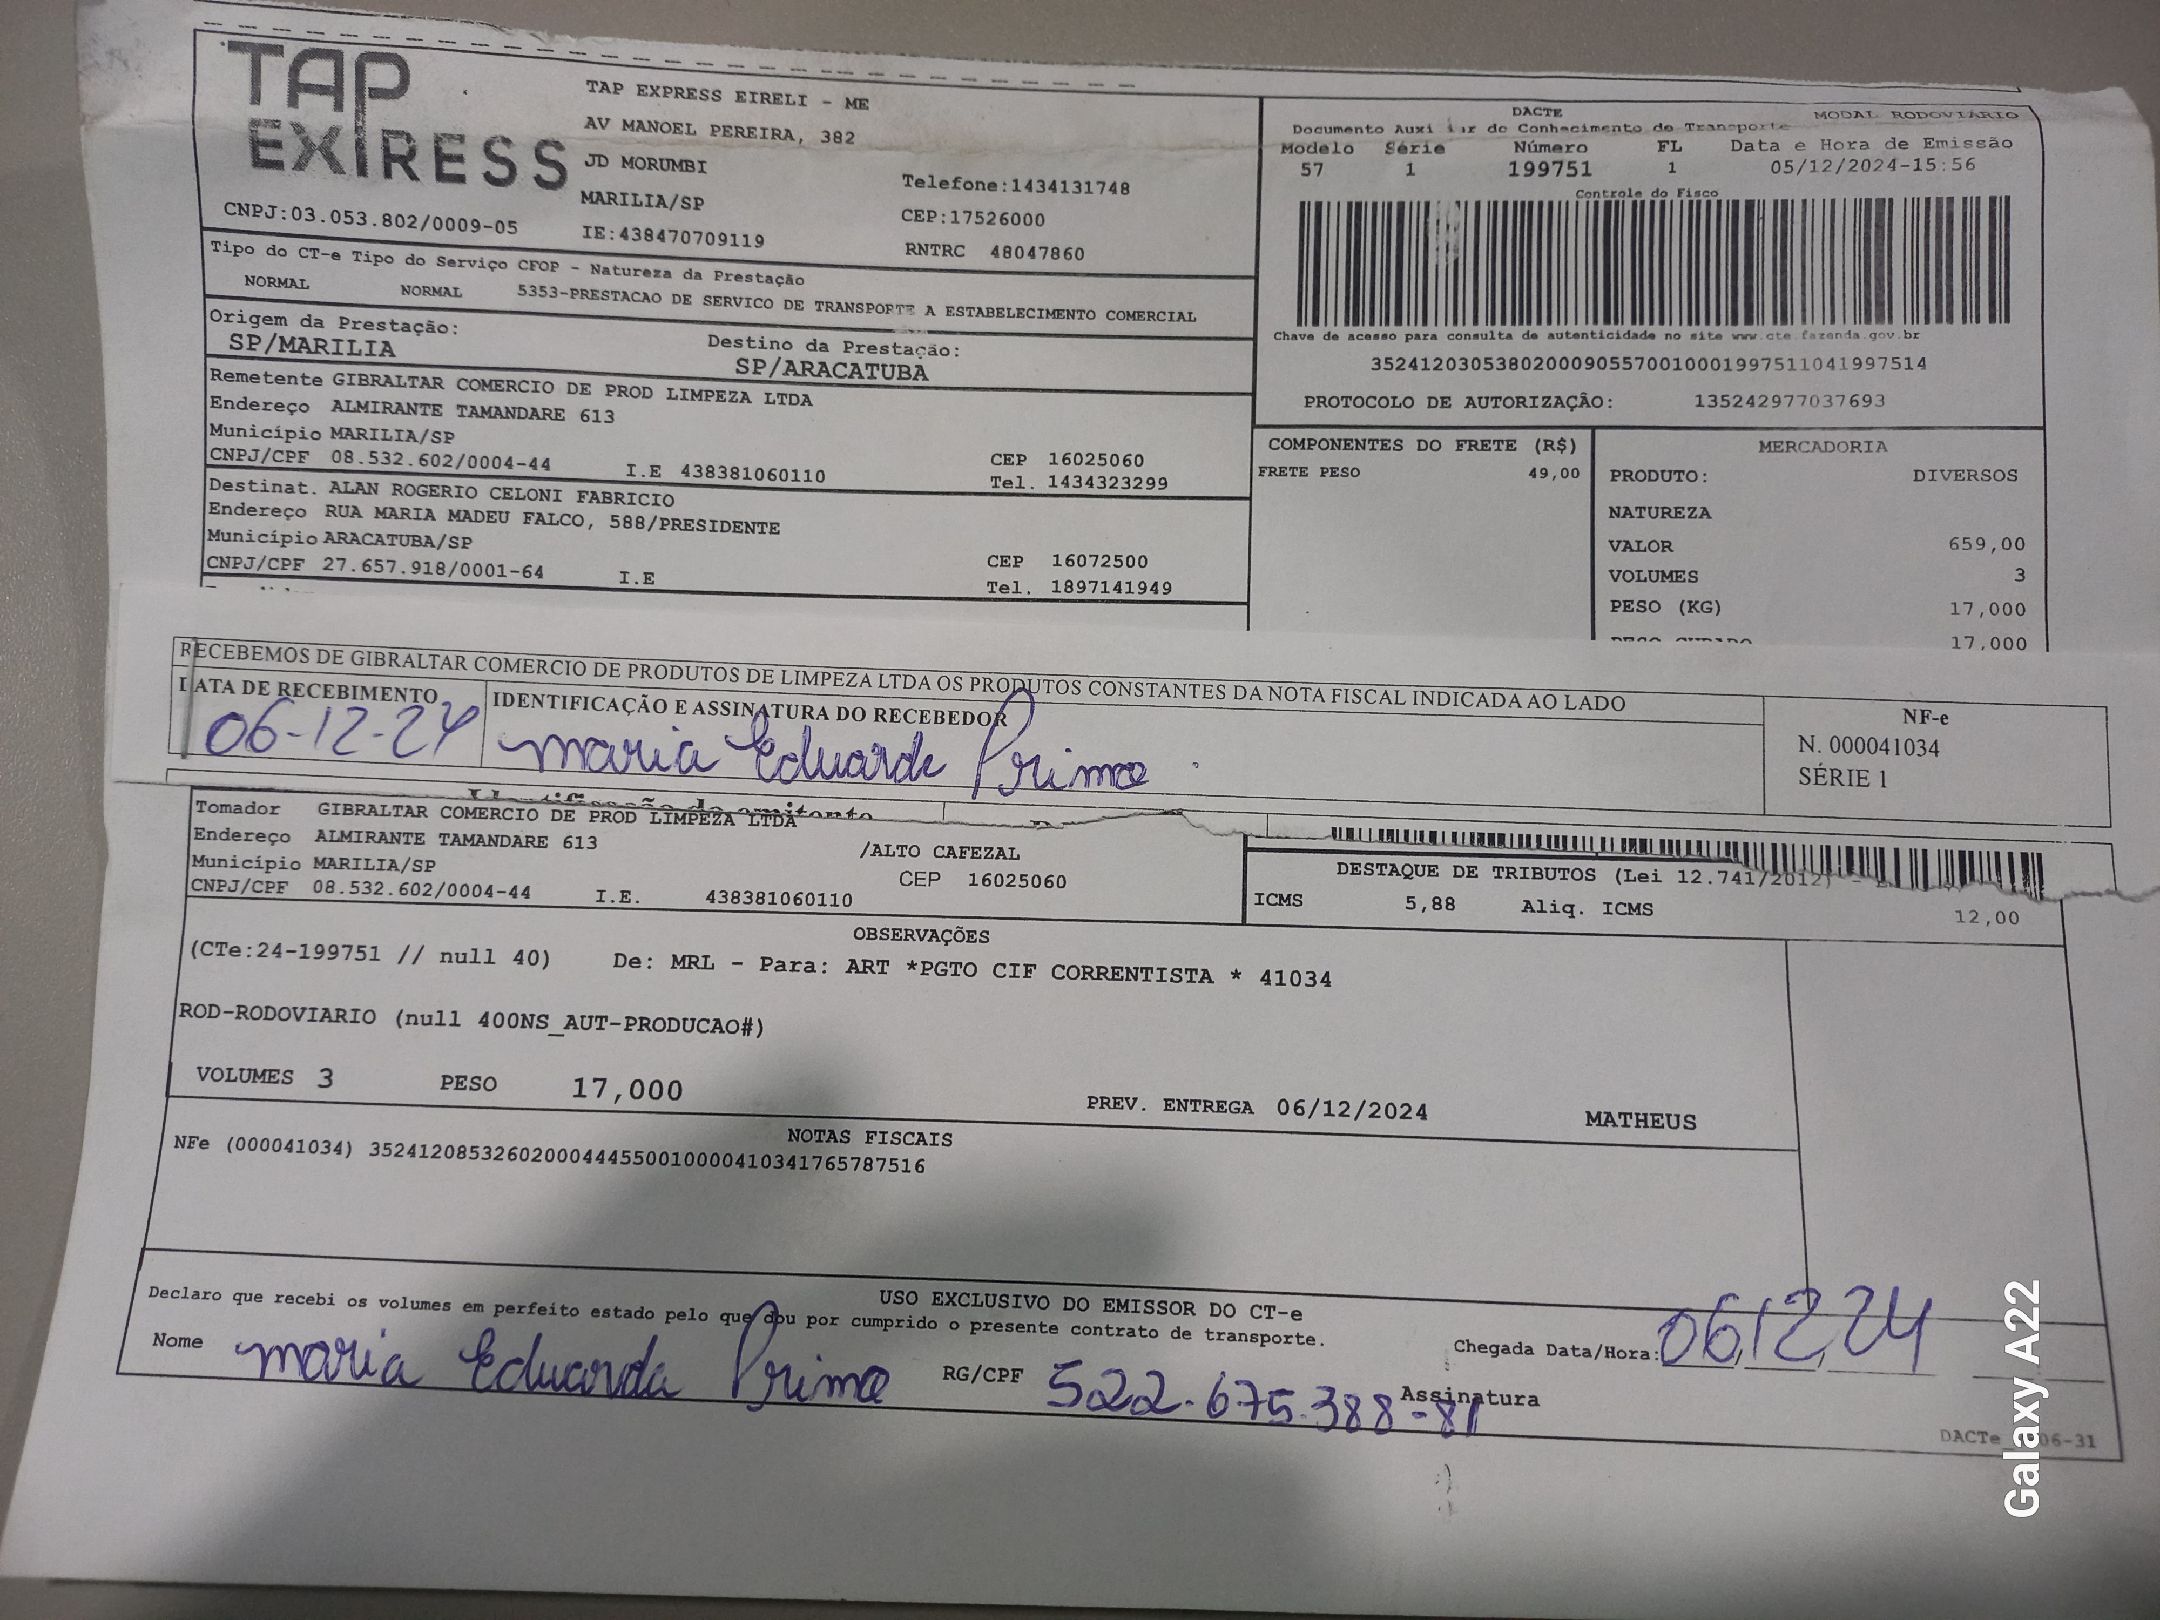 TAP
EXPRESS
CNPJ:03.053.802/0009-05
TAP EXPRESS EIRELI - ME
AV MANOEL PEREIRA, 382
JD MORUMBI
MARILIA/SP
IE:438470709119
Telefone:1434131748
CEP:17526000
RNTRC 48047860
DACTE
MODAL RODOVIARIO
Documento Auxi ar de Conhecimento de Transporte
Modelo Série Número FL Data e Hora de Emissão
57 1 199751 1 05/12/2024-15:56
Controle do Fisco
Chave de acesso para consulta de autenticidade no site www.cte.fazenda.gov.br
35241203053802000905570010001997511041997514
PROTOCOLO DE AUTORIZAÇÃO: 135242977037693
Tipo do CT-e Tipo do Serviço CFOP - Natureza da Prestação
NORMAL NORMAL 5353-PRESTACAO DE SERVICO DE TRANSPORTE A ESTABELECIMENTO COMERCIAL
Origem da Prestação: Destino da Prestação:
SP/MARILIA SP/ARACATUBA
Remetente GIBRALTAR COMERCIO DE PROD LIMPEZA LTDA
Endereço ALMIRANTE TAMANDARE 613
Município MARILIA/SP CEP 16025060
CNPJ/CPF 08.532.602/0004-44 I.E 438381060110 Tel. 1434323299
Destinat. ALAN ROGERIO CELONI FABRICIO
Endereço RUA MARIA MADEU FALCO, 588/PRESIDENTE
Município ARACATUBA/SP CEP 16072500
CNPJ/CPF 27.657.918/0001-64 I.E Tel. 1897141949
COMPONENTES DO FRETE (R$)
FRETE PESO 49,00
MERCADORIA
PRODUTO: DIVERSOS
NATUREZA
VALOR 659,00
VOLUMES 3
PESO (KG) 17,000
17,000
RECEBEMOS DE GIBRALTAR COMERCIO DE PRODUTOS DE LIMPEZA LTDA OS PRODUTOS CONSTANTES DA NOTA FISCAL INDICADA AO LADO
DATA DE RECEBIMENTO IDENTIFICAÇÃO E ASSINATURA DO RECEBEDOR
06-12-24 maria Eduarda Primo
NF-e
N. 000041034
SÉRIE 1
Identificação do emitente
Tomador GIBRALTAR COMERCIO DE PROD LIMPEZA LTDA
Endereço ALMIRANTE TAMANDARE 613 /ALTO CAFEZAL
Município MARILIA/SP CEP 16025060
CNPJ/CPF 08.532.602/0004-44 I.E. 438381060110
DESTAQUE DE TRIBUTOS (Lei 12.741/2012)
ICMS 5,88 Aliq. ICMS 12,00
OBSERVAÇÕES
(CTe:24-199751 // null 40) De: MRL - Para: ART *PGTO CIF CORRENTISTA * 41034
ROD-RODOVIARIO (null 400NS_AUT-PRODUCAO#)
VOLUMES 3 PESO 17,000 PREV. ENTREGA 06/12/2024 MATHEUS
NOTAS FISCAIS
NFe (000041034) 35241208532602000444550010000410341765787516
USO EXCLUSIVO DO EMISSOR DO CT-e
Declaro que recebi os volumes em perfeito estado pelo que dou por cumprido o presente contrato de transporte.
Nome maria Eduarda Primo RG/CPF 522.675.388-81 Assinatura
Chegada Data/Hora: 06/12/24
DACTe 06-31
Galaxy A22